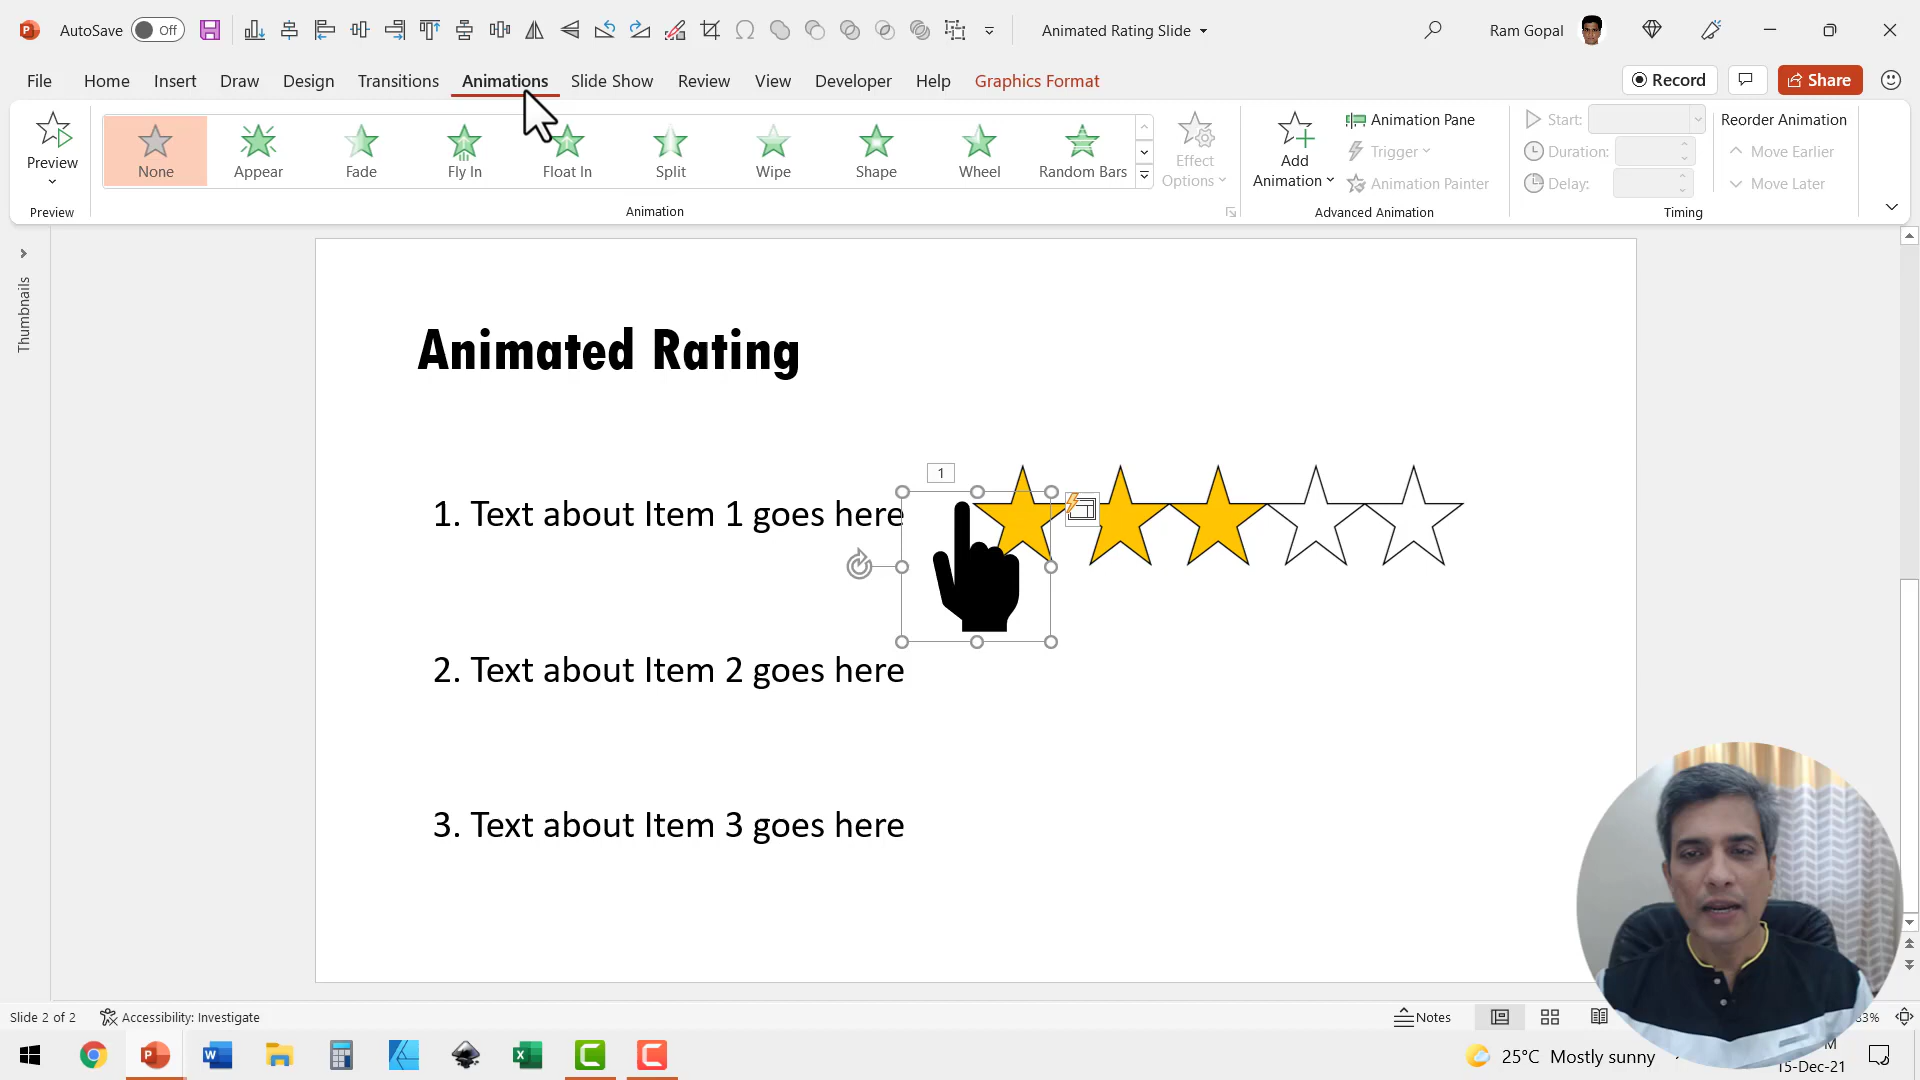 AutoSave Off Animated Rating Slide Ram Gopal
File Home Insert Draw Design Transitions Animations Slide Show Review View Developer Help Graphics Format Record Share
Preview
None Appear Fade Fly In Float In Split Wipe Shape Wheel Random Bars
Effect Options
Add Animation
Animation Pane
Trigger
Animation Painter
Start:
Duration:
Delay:
Reorder Animation
Move Earlier
Move Later
Preview Animation Advanced Animation Timing
Thumbnails
Animated Rating
1
1. Text about Item 1 goes here
2. Text about Item 2 goes here
3. Text about Item 3 goes here
Slide 2 of 2 Accessibility: Investigate Notes
25°C Mostly sunny
15-Dec-21